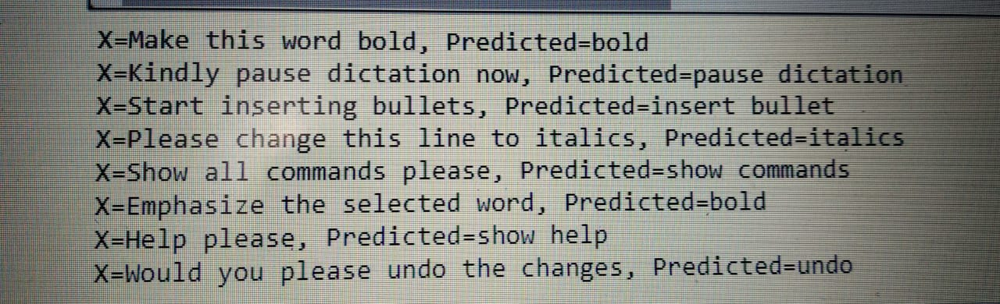 X=Make this word bold, Predicted=bold
X=Kindly pause dictation now, Predicted=pause dictation
X=Start inserting bullets, Predicted=insert bullet
X=Please change this line to italics, Predicted=italics
X=Show all commands please, Predicted=show commands
X=Emphasize the selected word, Predicted=bold
X=Help please, Predicted=show help
X=Would you please undo the changes, Predicted=undo